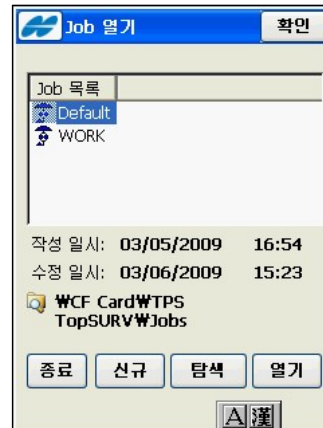 Job 열기
확인
Job 목록
Default
WORK
작성 일시: 03/05/2009 16:54
수정 일시: 03/06/2009 15:23
₩CF Card₩TPS
TopSURV₩Jobs
종료 신규 탐색 열기
A 漢